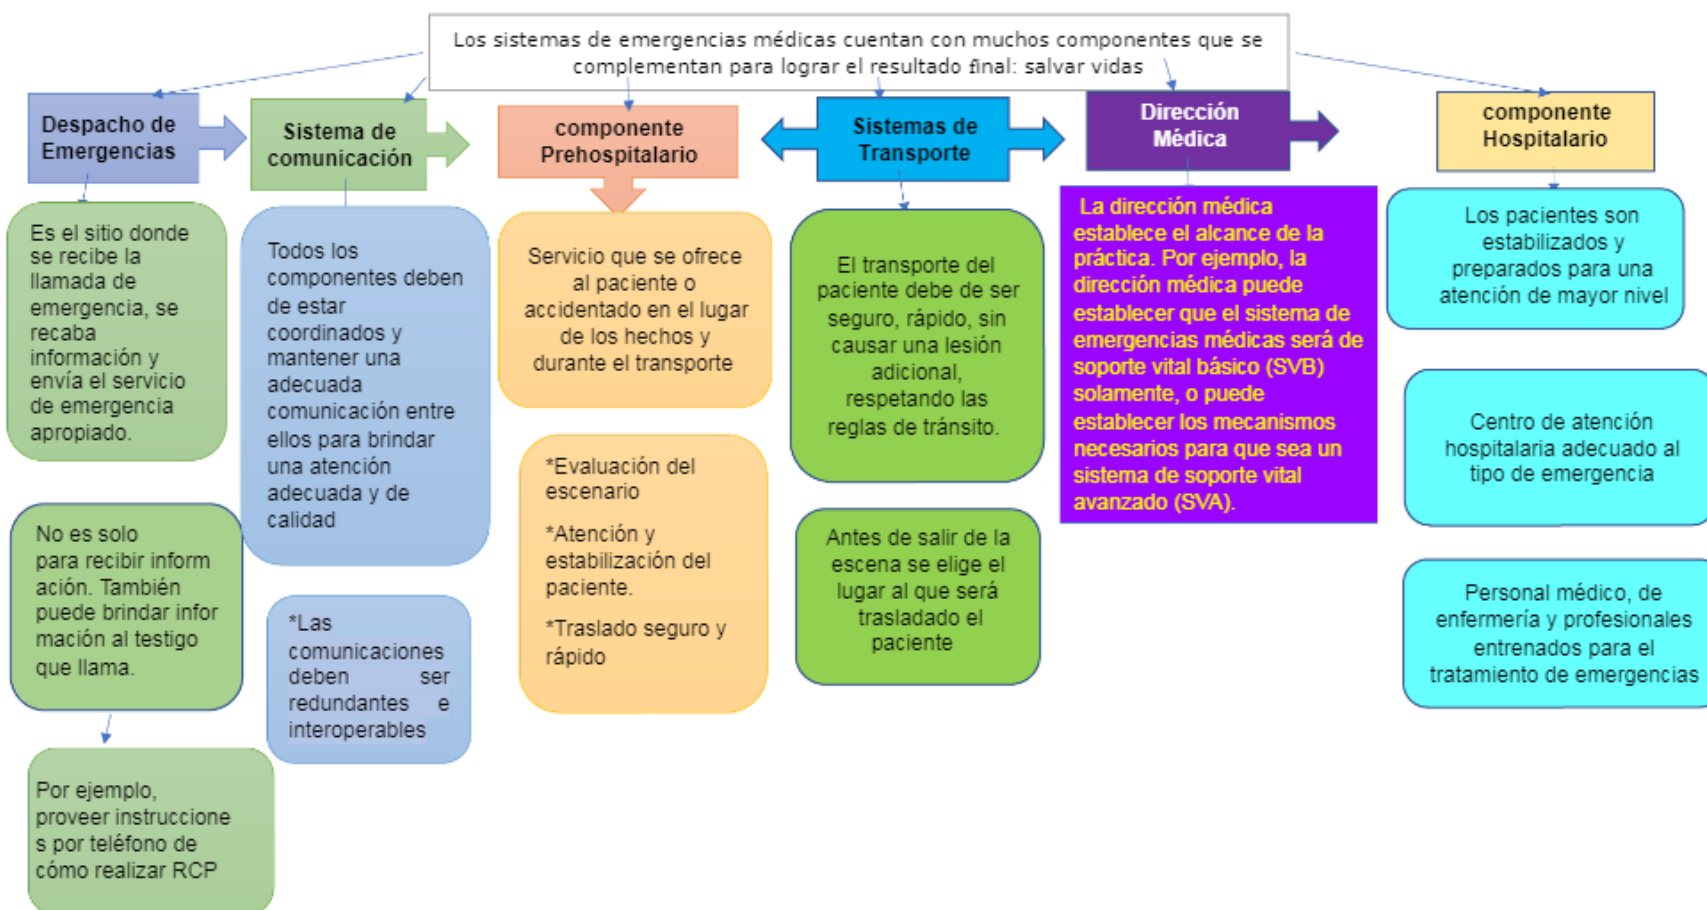 Los sistemas de emergencias médicas cuentan con muchos componentes que se
complementan para lograr el resultado final: salvar vidas
Despacho de
Emergencias
Es el sitio donde
se recibe la
llamada de
emergencia, se
recaba
información y
envía el servicio
de emergencia
apropiado.
No es solo
para recibir inform
ación. También
puede brindar infor
mación al testigo
que llama.
Por ejemplo,
proveer instruccione
s por teléfono de
cómo realizar RCP
Sistema de
comunicación
Todos los
componentes deben
de estar
coordinados y
mantener una
adecuada
comunicación entre
ellos para brindar
una atención
adecuada y de
calidad
*Las
comunicaciones
deben ser
redundantes e
interoperables
componente
Prehospitalario
Servicio que se ofrece
al paciente o
accidentado en el lugar
de los hechos y
durante el transporte
*Evaluación del
escenario
*Atención y
estabilización del
paciente.
*Traslado seguro y
rápido
Sistemas de
Transporte
El transporte del
paciente debe de ser
seguro, rápido, sin
causar una lesión
adicional,
respetando las
reglas de tránsito.
Antes de salir de la
escena se elige el
lugar al que será
trasladado el
paciente
Dirección
Médica
La dirección médica
establece el alcance de la
práctica. Por ejemplo, la
dirección médica puede
establecer que el sistema de
emergencias médicas será de
soporte vital básico (SVB)
solamente, o puede
establecer los mecanismos
necesarios para que sea un
sistema de soporte vital
avanzado (SVA).
componente
Hospitalario
Los pacientes son
estabilizados y
preparados para una
atención de mayor nivel
Centro de atención
hospitalaria adecuado al
tipo de emergencia
Personal médico, de
enfermería y profesionales
entrenados para el
tratamiento de emergencias